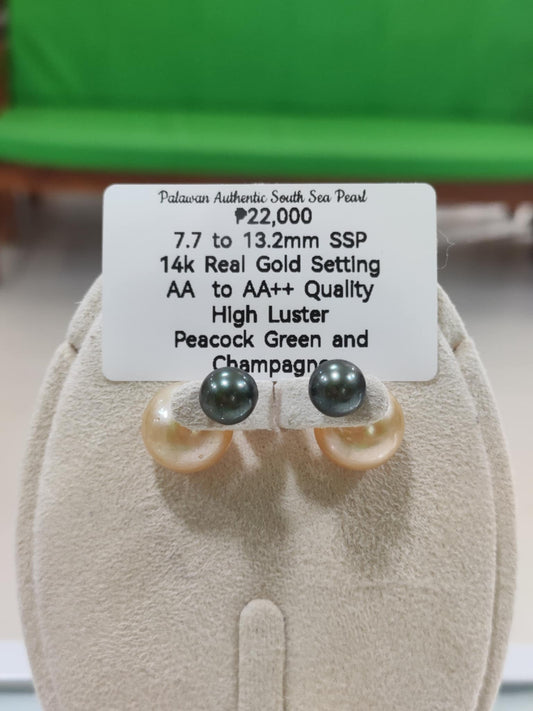 Palawan Authentic South Sea Pearl
₱22,000
7.7 to 13.2mm SSP
14k Real Gold Setting
AA to AA++ Quality
High Luster
Peacock Green and
Champagne